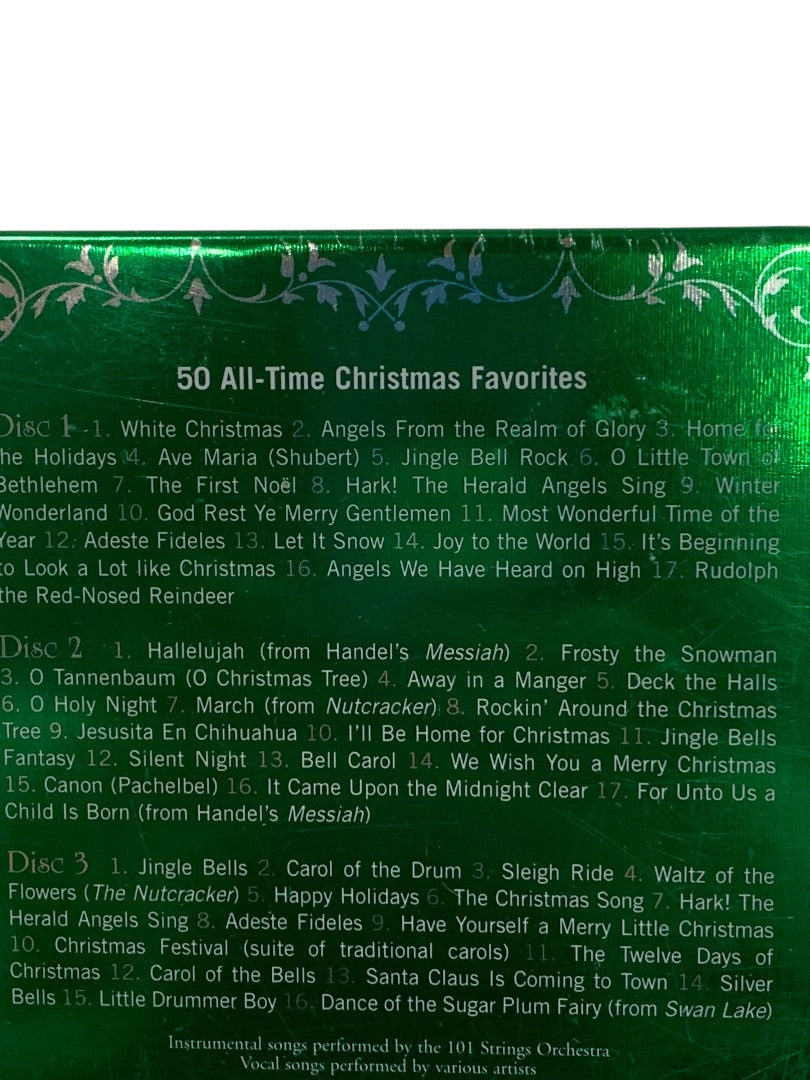 50 All-Time Christmas Favorites
Disc 1 1. White Christmas 2. Angels From the Realm of Glory 3. Home for
he Holidays 4. Ave Maria (Shubert) 5. Jingle Bell Rock 6. O Little Town of
Bethlehem 7. The First Noël 8. Hark! The Herald Angels Sing 9. Winter
Wonderland 10. God Rest Ye Merry Gentlemen 11. Most Wonderful Time of the
Year 12. Adeste Fideles 13. Let It Snow 14. Joy to the World 15. It's Beginning
to Look a Lot like Christmas 16. Angels We Have Heard on High 17. Rudolph
the Red-Nosed Reindeer
Disc 2 1. Hallelujah (from Handel's Messiah) 2. Frosty the Snowman
3. O Tannenbaum (O Christmas Tree) 4. Away in a Manger 5. Deck the Halls
6. O Holy Night 7. March (from Nutcracker) 8. Rockin' Around the Christmas
Tree 9. Jesusita En Chihuahua 10. I'll Be Home for Christmas 11. Jingle Bells
Fantasy 12. Silent Night 13. Bell Carol 14. We Wish You a Merry Christmas
15. Canon (Pachelbel) 16. It Came Upon the Midnight Clear 17. For Unto Us a
Child Is Born (from Handel's Messiah)
Disc 3 1. Jingle Bells 2. Carol of the Drum 3. Sleigh Ride 4. Waltz of the
Flowers (The Nutcracker) 5. Happy Holidays 6. The Christmas Song 7. Hark! The
Herald Angels Sing 8. Adeste Fideles 9. Have Yourself a Merry Little Christmas
10. Christmas Festival (suite of traditional carols) 11. The Twelve Days of
Christmas 12. Carol of the Bells 13. Santa Claus Is Coming to Town 14. Silver
Bells 15. Little Drummer Boy 16. Dance of the Sugar Plum Fairy (from Swan Lake)
Instrumental songs performed by the 101 Strings Orchestra
Vocal songs performed by various artists